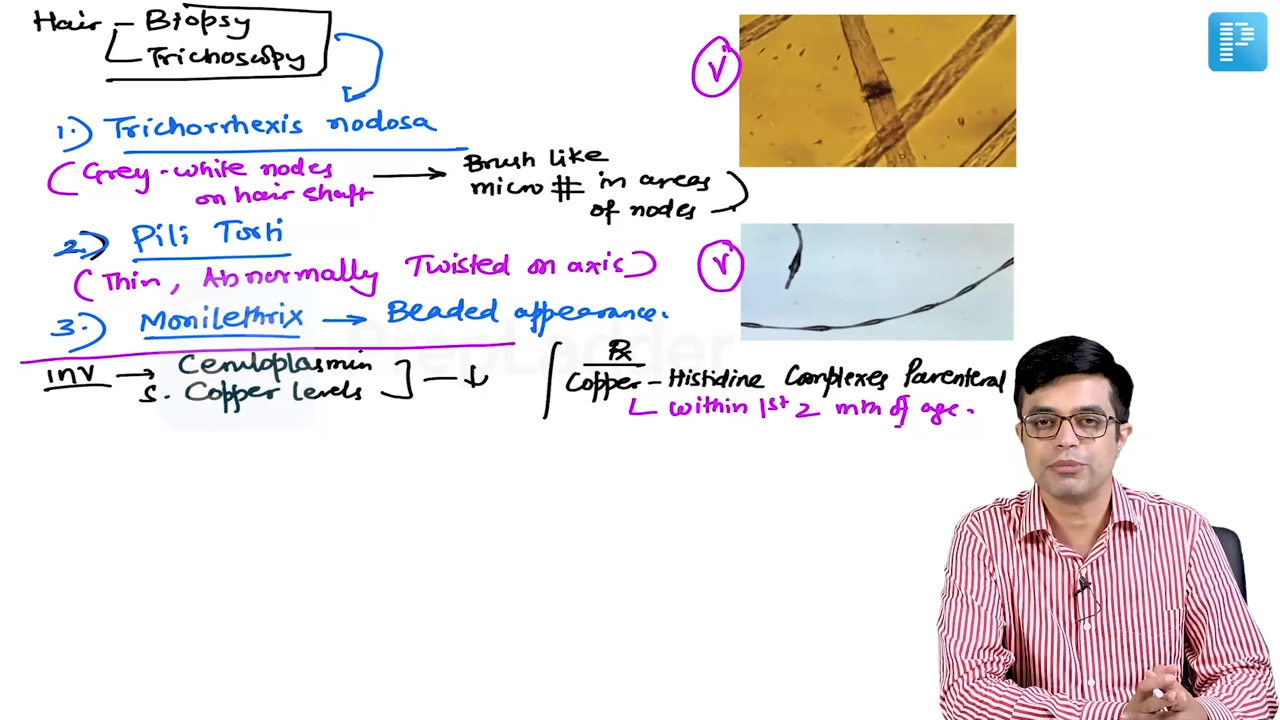 Hair – Biopsy
Trichoscopy
1.) Trichorrhexis nodosa
(Grey-white nodes on hair shaft → Brush like micro # in areas of nodes)
2.) Pili Torti
(Thin, Abnormally Twisted on axis)
3.) Monilethrix → Beaded appearance.
inv → Ceruloplasmin
S. Copper levels ] – ↓
Rx
Copper – Histidine Complexes Parenteral
within 1st 2 mth of age.
PrepLadder